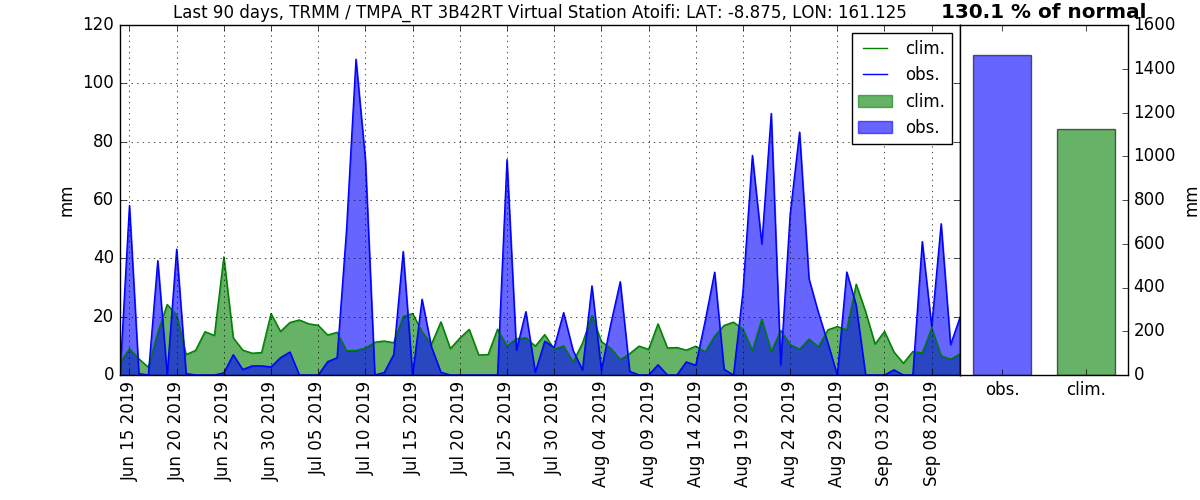 Last 90 days, TRMM / TMPA_RT 3B42RT Virtual Station Atoifi: LAT: -8.875, LON: 161.125
130.1 % of normal
120
100
80
60
40
20
0
mm
clim.
obs.
clim.
obs.
1600
1400
1200
1000
800
600
400
200
0
mm
Jun 15 2019
Jun 20 2019
Jun 25 2019
Jun 30 2019
Jul 05 2019
Jul 10 2019
Jul 15 2019
Jul 20 2019
Jul 25 2019
Jul 30 2019
Aug 04 2019
Aug 09 2019
Aug 14 2019
Aug 19 2019
Aug 24 2019
Aug 29 2019
Sep 03 2019
Sep 08 2019
obs.
clim.